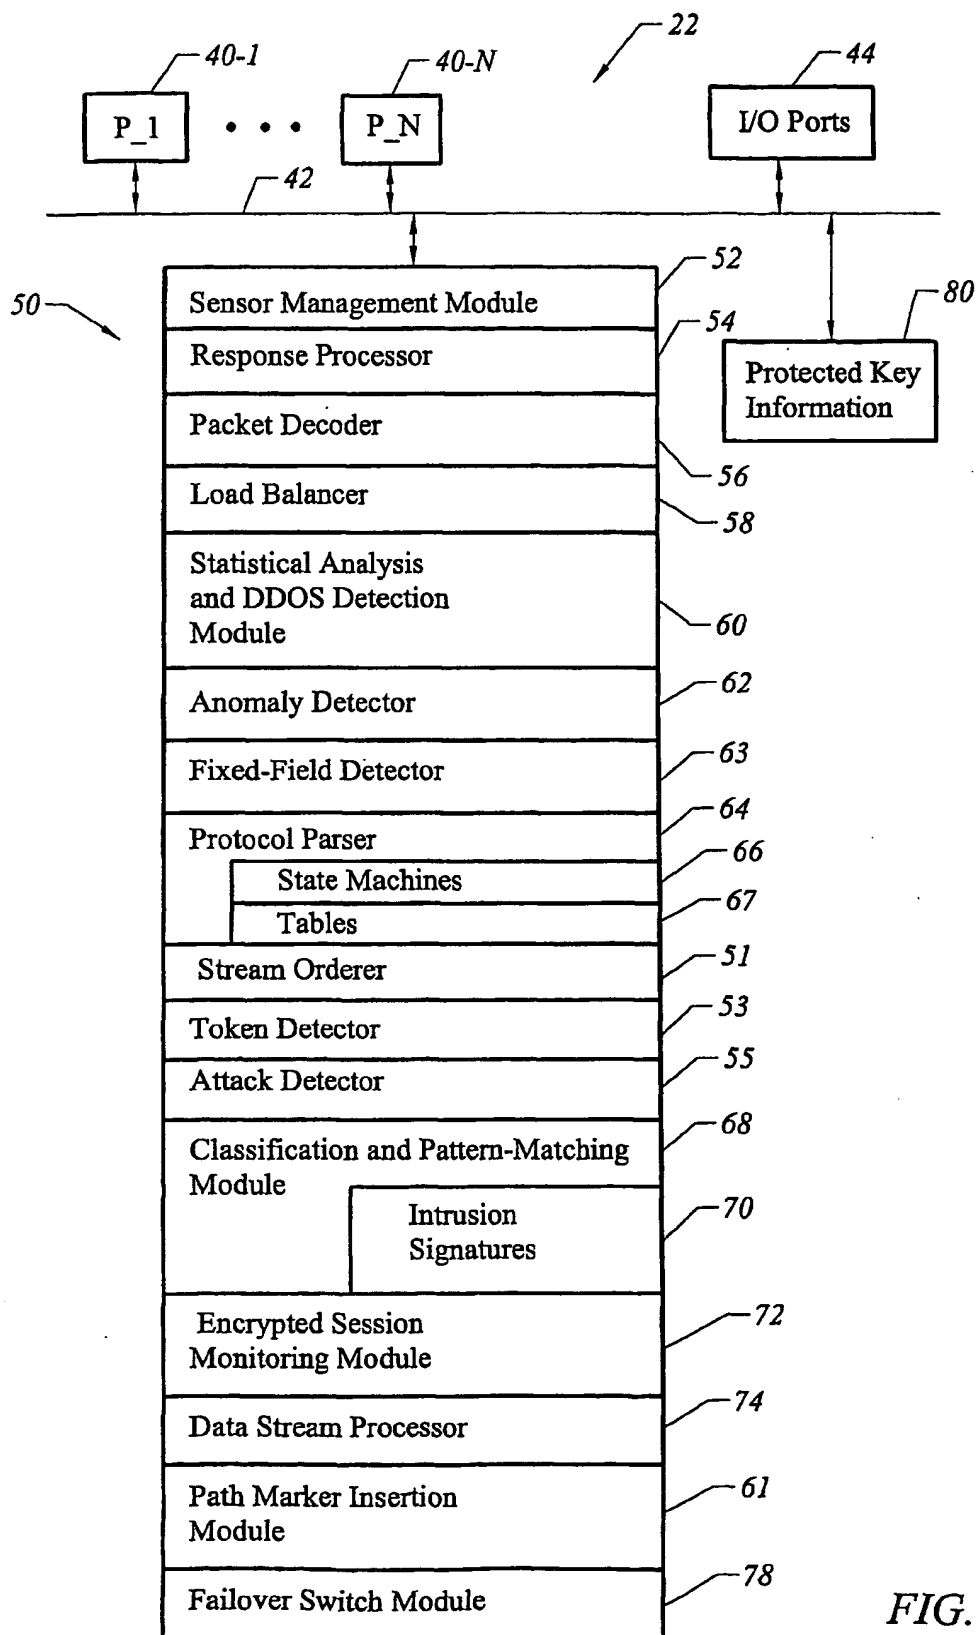 22
40-1
40-N
44
P_1
• • •
P_N
I/O Ports
42
50
52
Sensor Management Module
54
Response Processor
80
Protected Key
Information
Packet Decoder
56
Load Balancer
58
Statistical Analysis
and DDOS Detection
Module
60
Anomaly Detector
62
Fixed-Field Detector
63
Protocol Parser
64
State Machines
66
Tables
67
Stream Orderer
51
Token Detector
53
Attack Detector
55
Classification and Pattern-Matching
Module
68
Intrusion
Signatures
70
Encrypted Session
Monitoring Module
72
Data Stream Processor
74
Path Marker Insertion
Module
61
Failover Switch Module
78
FIG.